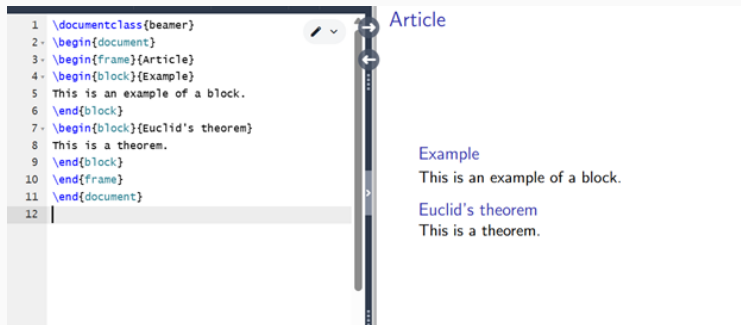 1 \documentclass{beamer}
2 \begin{document}
3 \begin{frame}{Article}
4 \begin{block}{Example}
5 This is an example of a block.
6 \end{block}
7 \begin{block}{Euclid's theorem}
8 This is a theorem.
9 \end{block}
10 \end{frame}
11 \end{document}
12
Article
Example
This is an example of a block.
Euclid's theorem
This is a theorem.